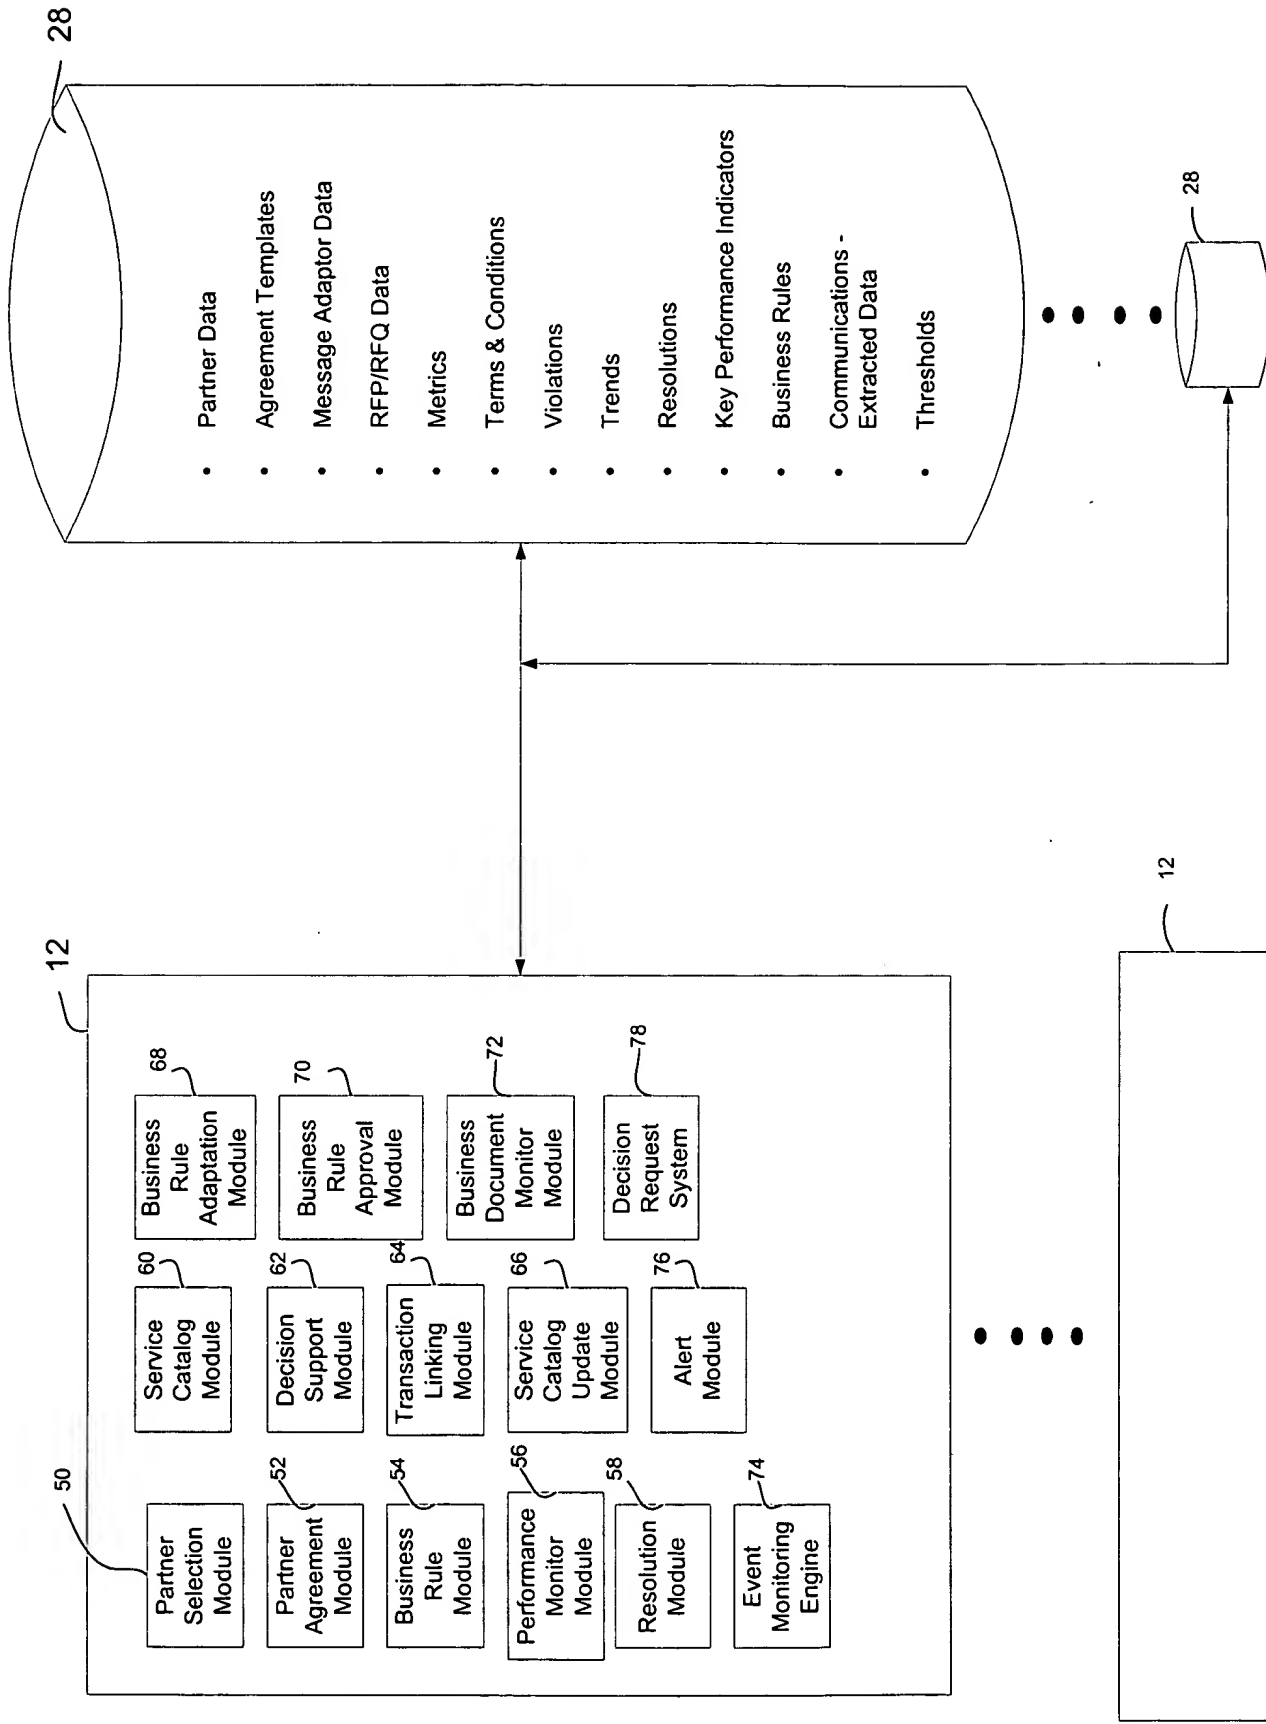 12
50
Partner
Selection
Module
52
Partner
Agreement
Module
54
Business
Rule
Module
56
Performance
Monitor
Module
58
Resolution
Module
74
Event
Monitoring
Engine
60
Service
Catalog
Module
62
Decision
Support
Module
64
Transaction
Linking
Module
66
Service
Catalog
Update
Module
76
Alert
Module
68
Business
Rule
Adaptation
Module
70
Business
Rule
Approval
Module
72
Business
Document
Monitor
Module
78
Decision
Request
System
12
28
• Partner Data
• Agreement Templates
• Message Adaptor Data
• RFP/RFQ Data
• Metrics
• Terms & Conditions
• Violations
• Trends
• Resolutions
• Key Performance Indicators
• Business Rules
• Communications -
Extracted Data
• Thresholds
28